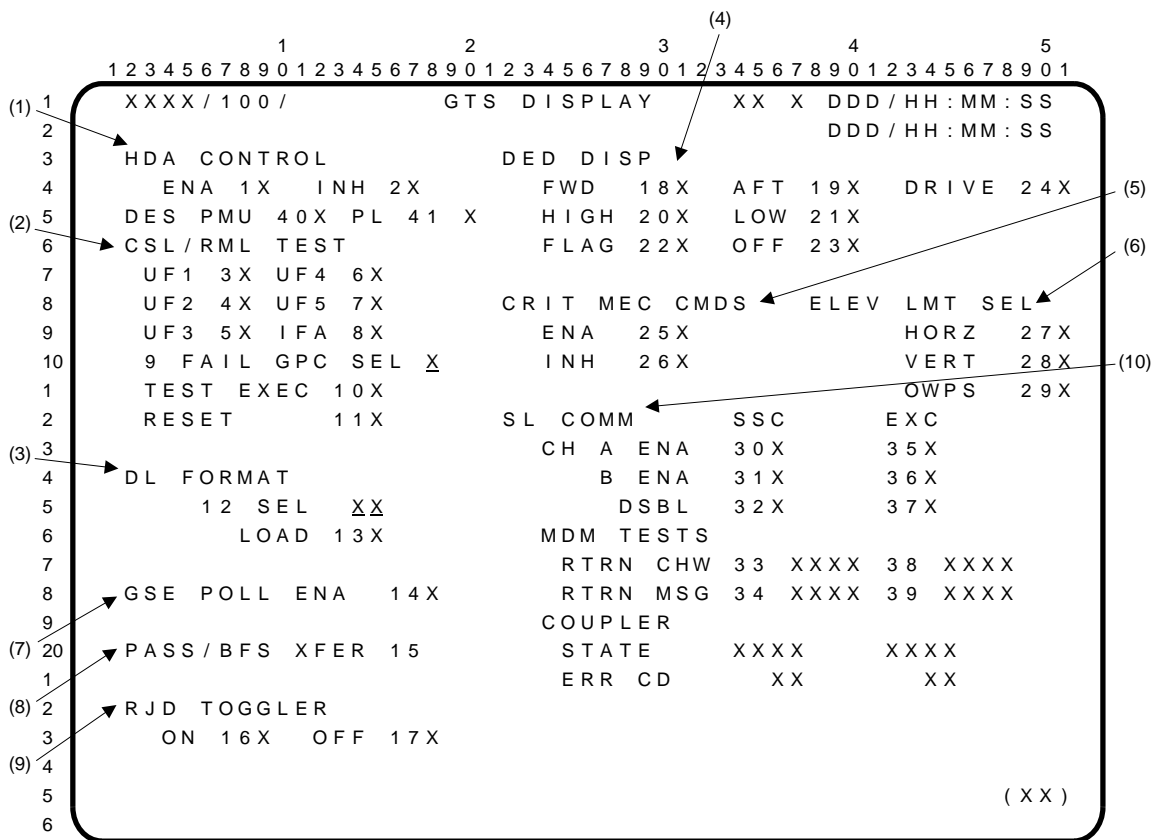 (4)
1 2 3 4 5
1 2 3 4 5 6 7 8 9 0 1 2 3 4 5 6 7 8 9 0 1 2 3 4 5 6 7 8 9 0 1 2 3 4 5 6 7 8 9 0 1 2 3 4 5 6 7 8 9 0 1
1 XXXX/100/ GTS DISPLAY XX X DDD/HH:MM:SS
(1)
2 DDD/HH:MM:SS
3 HDA CONTROL DED DISP
4 ENA 1X INH 2X FWD 18X AFT 19X DRIVE 24X
(5)
5 DES PMU 40X PL 41 X HIGH 20X LOW 21X
(2)
6 CSL/RML TEST FLAG 22X OFF 23X
(6)
7 UF1 3X UF4 6X
8 UF2 4X UF5 7X CRIT MEC CMDS ELEV LMT SEL
9 UF3 5X IFA 8X ENA 25X HORZ 27X
10 9 FAIL GPC SEL X INH 26X VERT 28X
(10)
1 TEST EXEC 10X OWPS 29X
2 RESET 11X SL COMM SSC EXC
3 CH A ENA 30X 35X
(3)
4 DL FORMAT B ENA 31X 36X
5 12 SEL XX DSBL 32X 37X
6 LOAD 13X MDM TESTS
7 RTRN CHW 33 XXXX 38 XXXX
8 GSE POLL ENA 14X RTRN MSG 34 XXXX 39 XXXX
9 COUPLER
(7)
20 PASS/BFS XFER 15 STATE XXXX XXXX
1 ERR CD XX XX
(8)
2 RJD TOGGLER
3 ON 16X OFF 17X
(9)
4
5 (XX)
6